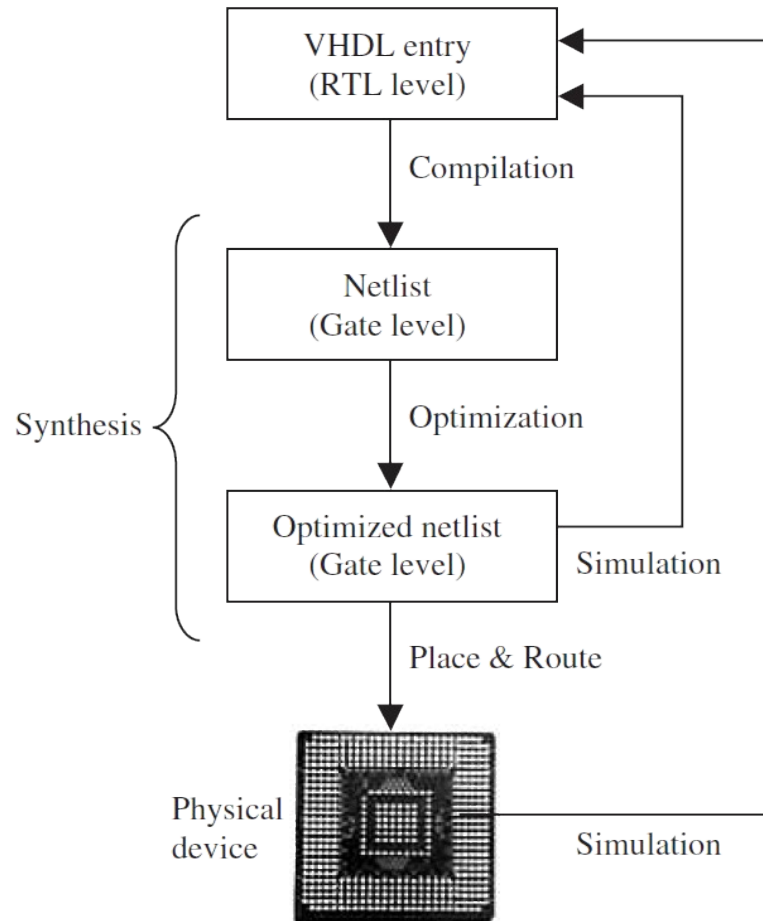 VHDL entry
(RTL level)
Compilation
Netlist
(Gate level)
Synthesis
Optimization
Optimized netlist
(Gate level)
Simulation
Place & Route
Physical
device
Simulation